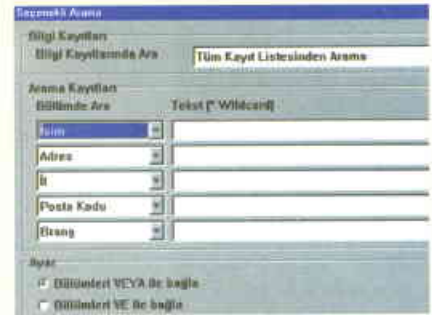 Seçenekli Arama
Bilgi Kayıtları
Bilgi Kayıtlarında Ara Tüm Kayıt Listesinden Arama
Arama Kayıtları
Bölümde Ara Tekst [* Wildcard]
İsim
Adres
İl
Posta Kodu
Branş
Ayar
Bölümleri VEYA ile bağla
Bölümleri VE ile bağla